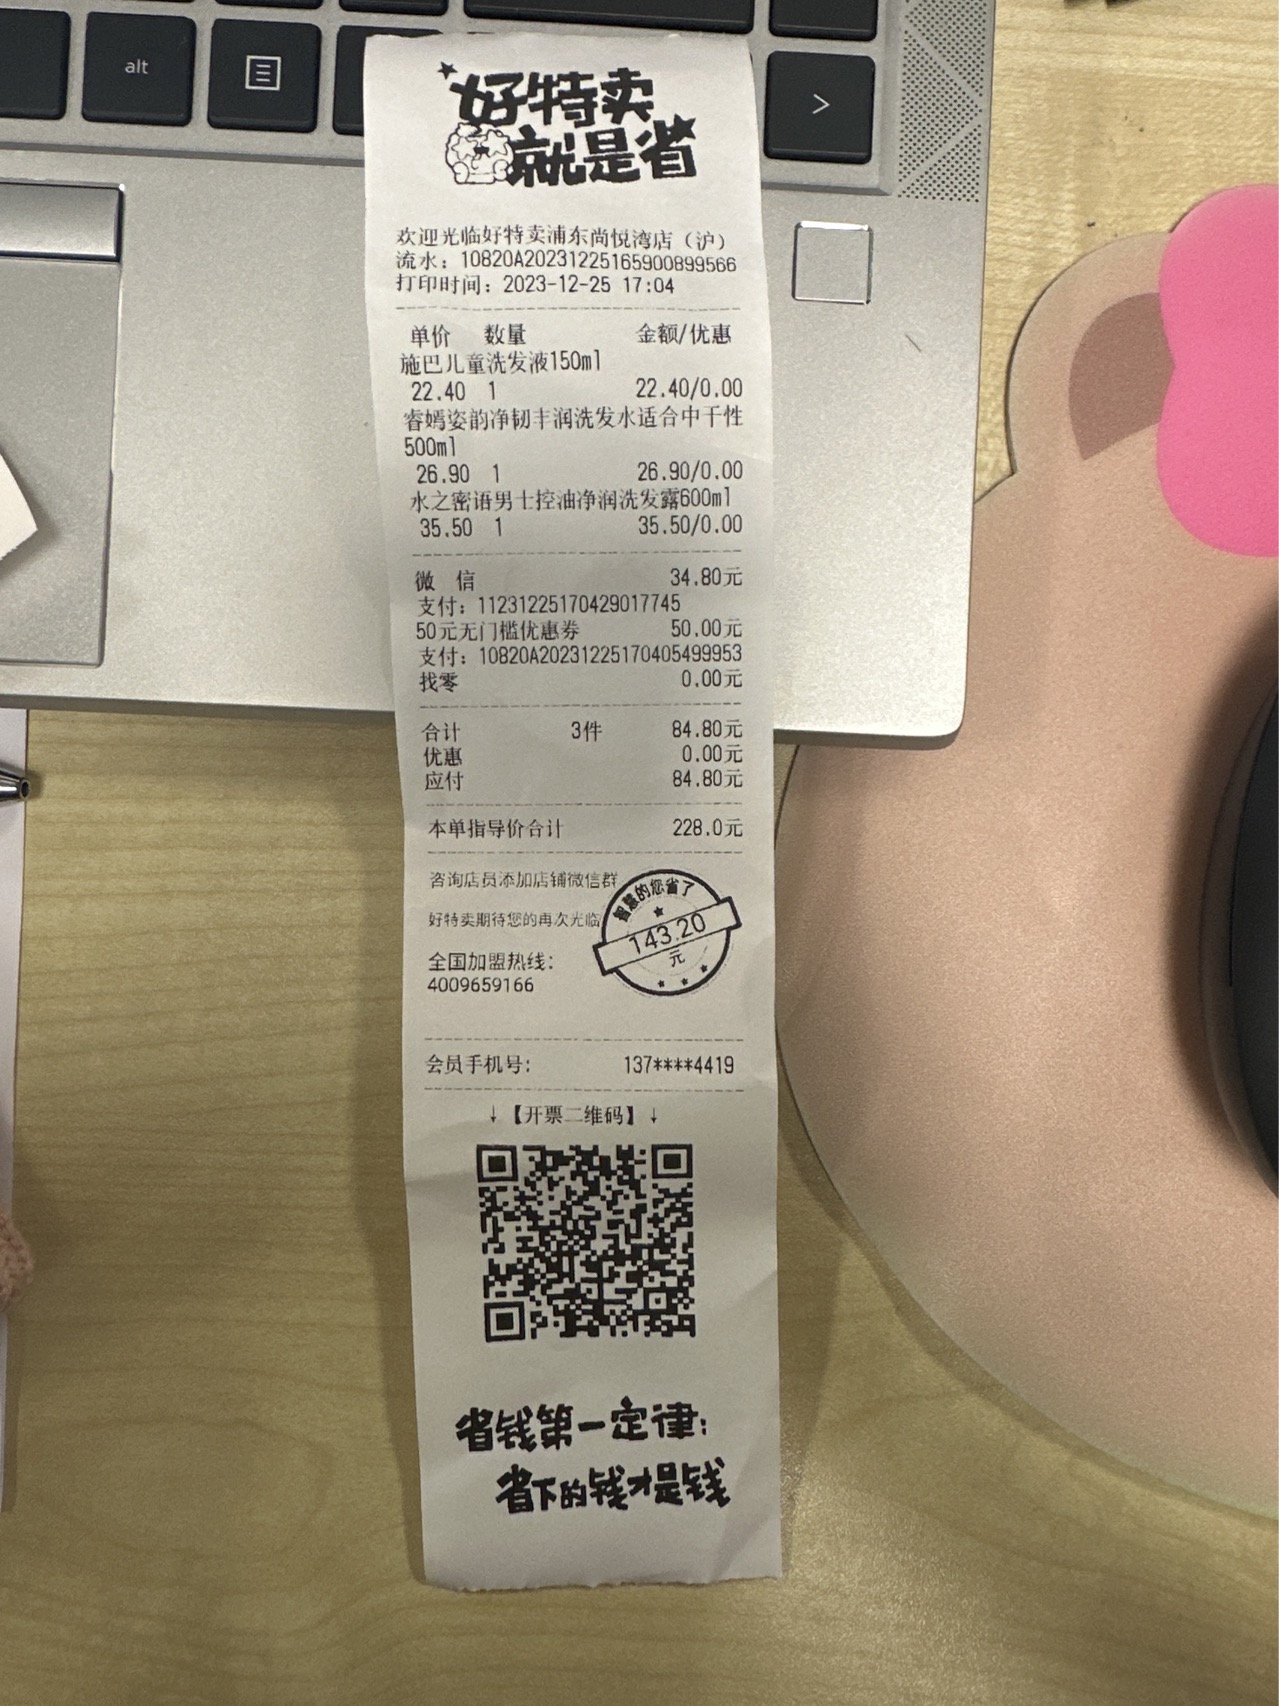 alt
>
好特卖
就是省
欢迎光临好特卖浦东尚悦湾店（沪）
流水：10820A20231225165900899566
打印时间：2023-12-25 17:04
单价 数量 金额/优惠
施巴儿童洗发液150ml
22.40 1 22.40/0.00
睿嫣姿韵净韧丰润洗发水适合中干性
500ml
26.90 1 26.90/0.00
水之密语男士控油净润洗发露600ml
35.50 1 35.50/0.00
微 信 34.80元
支付：11231225170429017745
50元无门槛优惠券 50.00元
支付：10820A20231225170405499953
找零 0.00元
合计 3件 84.80元
优惠 0.00元
应付 84.80元
本单指导价合计 228.0元
咨询店员添加店铺微信群
好特卖期待您的再次光临
全国加盟热线：
4009659166
智慧的您省了
143.20
元
会员手机号： 137****4419
↓【开票二维码】↓
省钱第一定律：
省下的钱才是钱